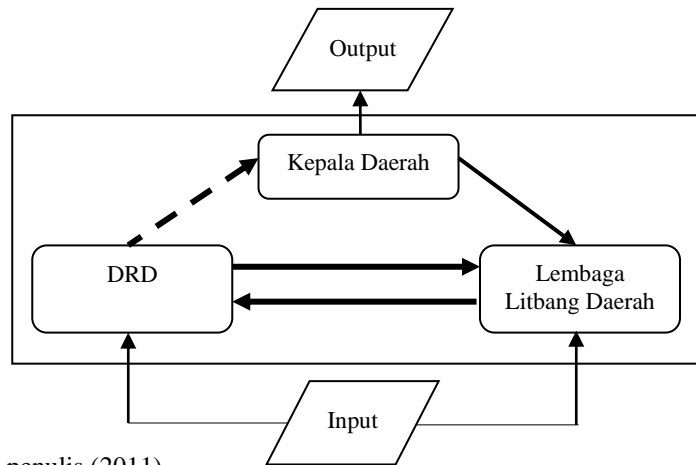 Output
Kepala Daerah
DRD
Lembaga
Litbang Daerah
Input
penulis (2011)